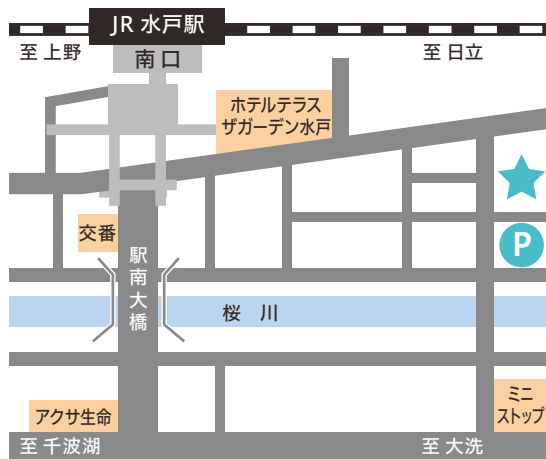 JR 水戸駅
至 上野
南 口
至 日立
ホテルテラス
ザガーデン水戸
交番
P
駅南大橋
桜 川
アクサ生命
ミニ
ストップ
至 千波湖
至 大洗